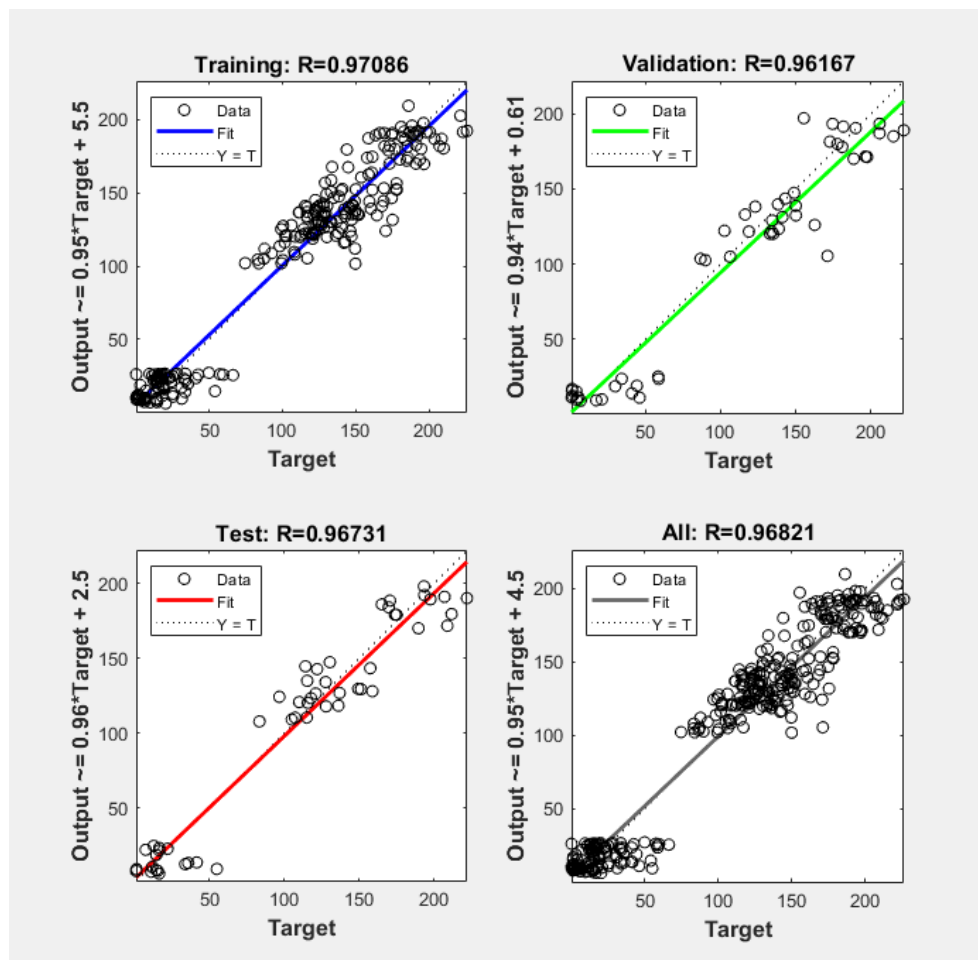 Training: R=0.97086
Output ~= 0.95*Target + 5.5
200
150
100
50
Data
Fit
Y = T
50
100
150
200
Target
Validation: R=0.96167
Output ~= 0.94*Target + 0.61
200
150
100
50
Data
Fit
Y = T
50
100
150
200
Target
Test: R=0.96731
Output ~= 0.96*Target + 2.5
200
150
100
50
Data
Fit
Y = T
50
100
150
200
Target
All: R=0.96821
Output ~= 0.95*Target + 4.5
200
150
100
50
Data
Fit
Y = T
50
100
150
200
Target